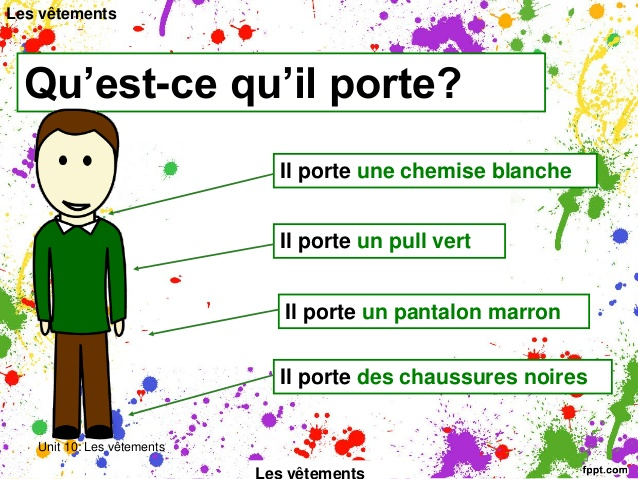 Les vêtements
Qu’est-ce qu’il porte?
Il porte une chemise blanche
Il porte un pull vert
Il porte un pantalon marron
Il porte des chaussures noires
Unit 10: Les vêtements
Les vêtements
fppt.com